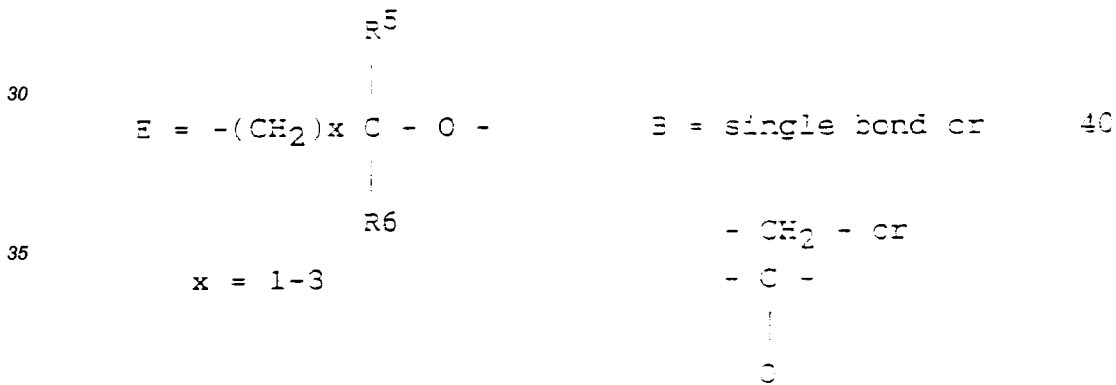 R5
30
E = -(CH2)x C - O - B = single bond or 40
R6
- CH2 - or
35
x = 1-3 - C -
O